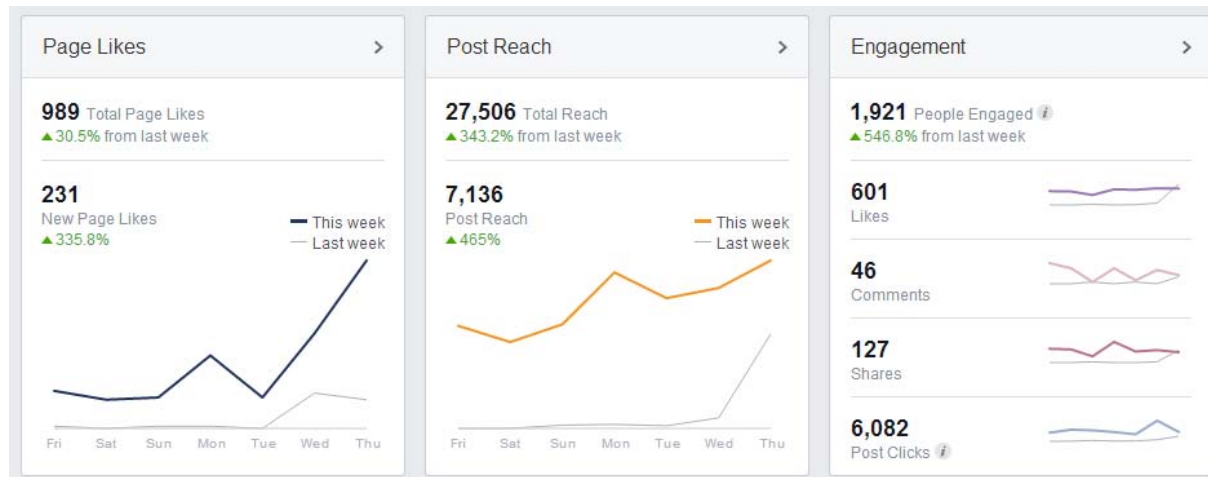 Page Likes
989 Total Page Likes
30.5% from last week
231
New Page Likes
335.8%
This week
Last week
Fri Sat Sun Mon Tue Wed Thu
Post Reach
27,506 Total Reach
343.2% from last week
7,136
Post Reach
465%
This week
Last week
Fri Sat Sun Mon Tue Wed Thu
Engagement
1,921 People Engaged i
546.8% from last week
601
Likes
46
Comments
127
Shares
6,082
Post Clicks i